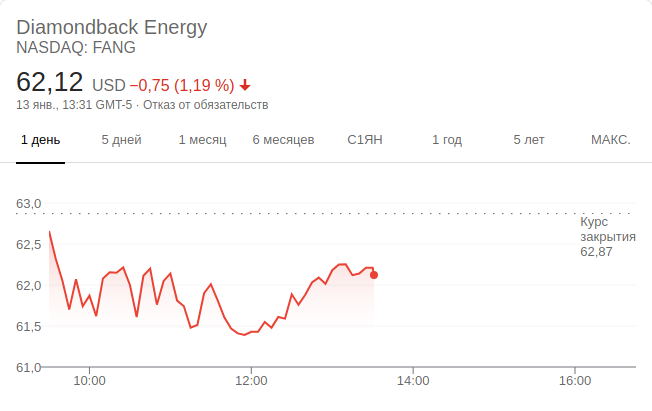 Diamondback Energy
NASDAQ: FANG
62,12 USD −0,75 (1,19 %)
13 янв., 13:31 GMT-5 · Отказ от обязательств
1 день 5 дней 1 месяц 6 месяцев С1ЯН 1 год 5 лет МАКС.
63,0
Курс
закрытия
62,87
62,5
62,0
61,5
61,0
10:00 12:00 14:00 16:00